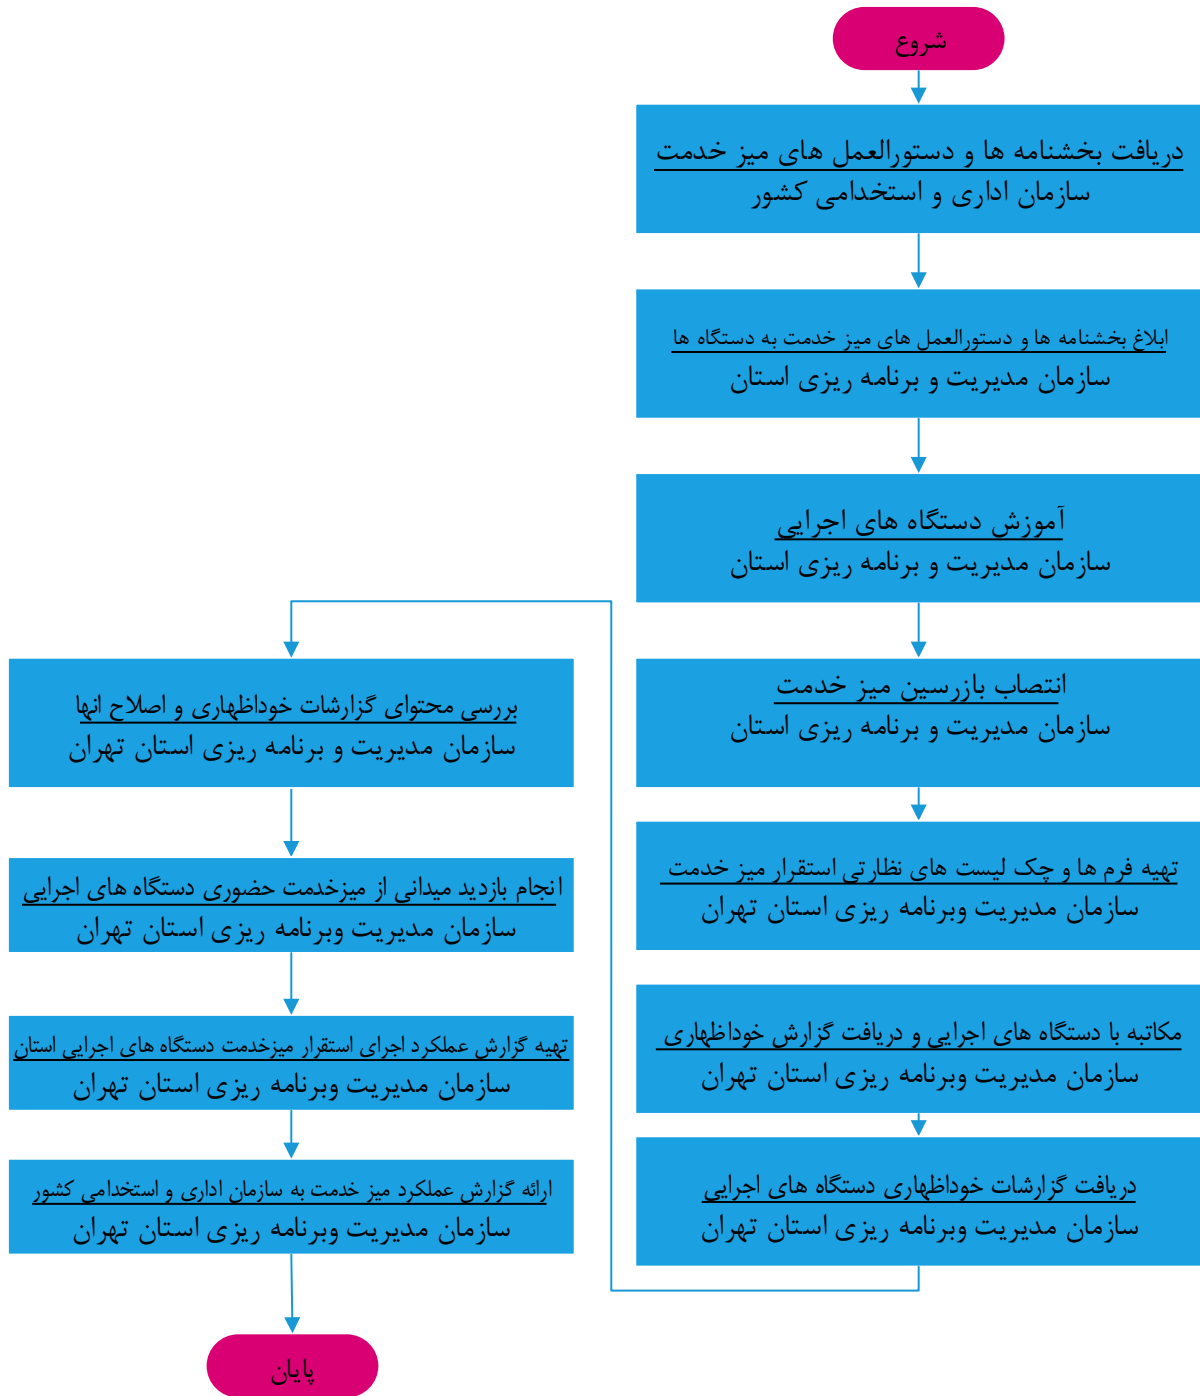 شروع
دریافت بخشنامه ها و دستورالعمل های میز خدمت
سازمان اداری و استخدامی کشور
ابلاغ بخشنامه ها و دستورالعمل های میز خدمت به دستگاه ها
سازمان مدیریت و برنامه ریزی استان
آموزش دستگاه های اجرایی
سازمان مدیریت و برنامه ریزی استان
انتصاب بازرسین میز خدمت
سازمان مدیریت و برنامه ریزی استان
تهیه فرم ها و چک لیست های نظارتی استقرار میز خدمت
سازمان مدیریت وبرنامه ریزی استان تهران
مکاتبه با دستگاه های اجرایی و دریافت گزارش خوداظهاری
سازمان مدیریت وبرنامه ریزی استان تهران
دریافت گزارشات خوداظهاری دستگاه های اجرایی
سازمان مدیریت وبرنامه ریزی استان تهران
بررسی محتوای گزارشات خوداظهاری و اصلاح انها
سازمان مدیریت و برنامه ریزی استان تهران
انجام بازدید میدانی از میزخدمت حضوری دستگاه های اجرایی
سازمان مدیریت وبرنامه ریزی استان تهران
تهیه گزارش عملکرد اجرای استقرار میزخدمت دستگاه های اجرایی استان
سازمان مدیریت وبرنامه ریزی استان تهران
ارائه گزارش عملکرد میز خدمت به سازمان اداری و استخدامی کشور
سازمان مدیریت وبرنامه ریزی استان تهران
پایان